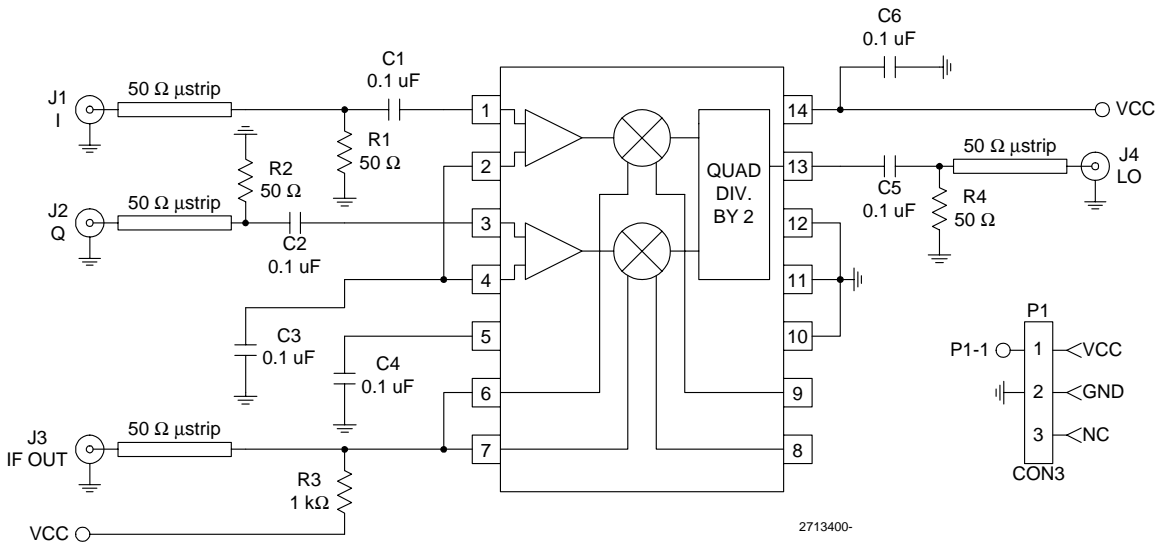 C6
0.1 uF
C1
0.1 uF
50 Ω µstrip
J1
I
R1
50 Ω
1
14
VCC
R2
50 Ω
2
13
50 Ω µstrip
J4
LO
QUAD
DIV.
BY 2
C5
0.1 uF
R4
50 Ω
50 Ω µstrip
J2
Q
C2
0.1 uF
3
12
4
11
C3
0.1 uF
5
10
C4
0.1 uF
P1
P1-1
1
VCC
2
GND
3
NC
CON3
6
9
50 Ω µstrip
J3
IF OUT
7
8
R3
1 kΩ
VCC
2713400-